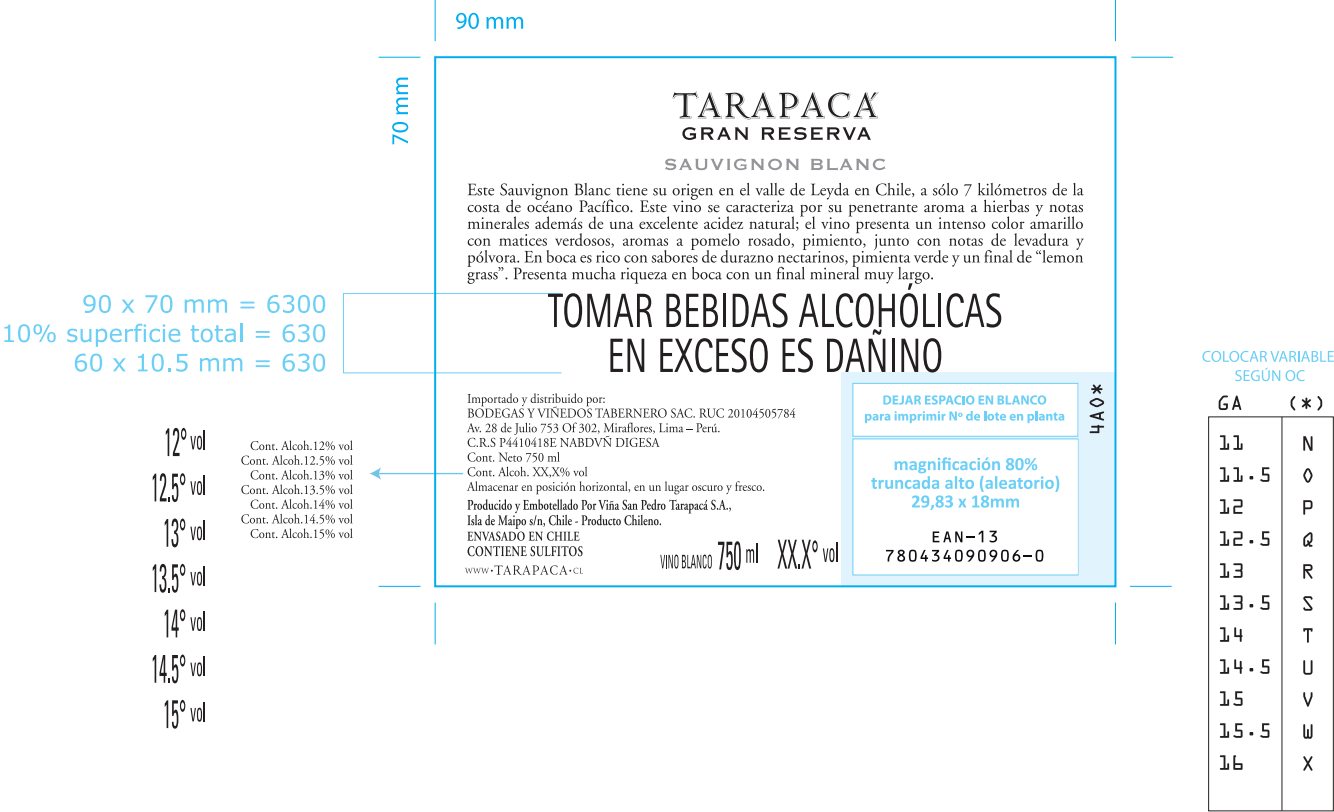 90 mm
70 mm
TARAPACÁ
GRAN RESERVA
SAUVIGNON BLANC
Este Sauvignon Blanc tiene su origen en el valle de Leyda en Chile, a sólo 7 kilómetros de la
costa de océano Pacífico. Este vino se caracteriza por su penetrante aroma a hierbas y notas
minerales además de una excelente acidez natural; el vino presenta un intenso color amarillo
con matices verdosos, aromas a pomelo rosado, pimiento, junto con notas de levadura y
pólvora. En boca es rico con sabores de durazno nectarinos, pimienta verde y un final de “lemon
grass”. Presenta mucha riqueza en boca con un final mineral muy largo.
90 x 70 mm = 6300
10% superficie total = 630
60 x 10.5 mm = 630
TOMAR BEBIDAS ALCOHÓLICAS
EN EXCESO ES DAÑINO
Importado y distribuido por:
BODEGAS Y VIÑEDOS TABERNERO SAC. RUC 20104505784
Av. 28 de Julio 753 Of 302, Miraflores, Lima – Perú.
C.R.S P4410418E NABDVÑ DIGESA
Cont. Neto 750 ml
Cont. Alcoh. XX,X% vol
Almacenar en posición horizontal, en un lugar oscuro y fresco.
Producido y Embotellado Por Viña San Pedro Tarapacá S.A.,
Isla de Maipo s/n, Chile - Producto Chileno.
ENVASADO EN CHILE
CONTIENE SULFITOS
WWW•TARAPACA•CL
VINO BLANCO 750 ml XX.Xº vol
DEJAR ESPACIO EN BLANCO
para imprimir Nº de lote en planta
4A0*
magnificación 80%
truncada alto (aleatorio)
29,83 x 18mm
EAN-13
780434090906-0
12º vol
12.5º vol
13º vol
13.5º vol
14º vol
14.5º vol
15º vol
Cont. Alcoh.12% vol
Cont. Alcoh.12.5% vol
Cont. Alcoh.13% vol
Cont. Alcoh.13.5% vol
Cont. Alcoh.14% vol
Cont. Alcoh.14.5% vol
Cont. Alcoh.15% vol
COLOCAR VARIABLE
SEGÚN OC
GA (*)
11 N
11.5 O
12 P
12.5 Q
13 R
13.5 S
14 T
14.5 U
15 V
15.5 W
16 X